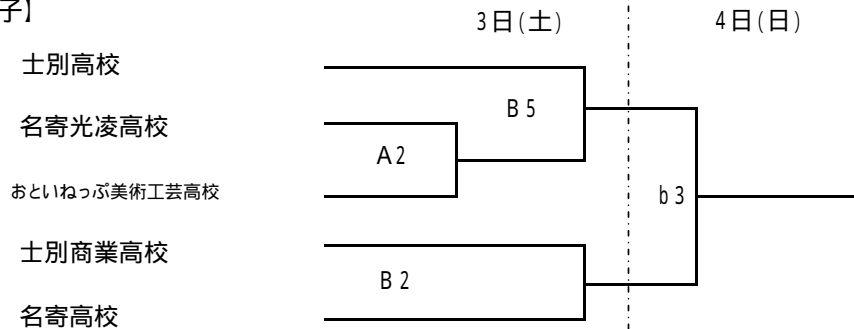 子】
3日(土) 4日(日)
士別高校
B5
名寄光凌高校
A2
おといねっぷ美術工芸高校
b3
士別商業高校
B2
名寄高校